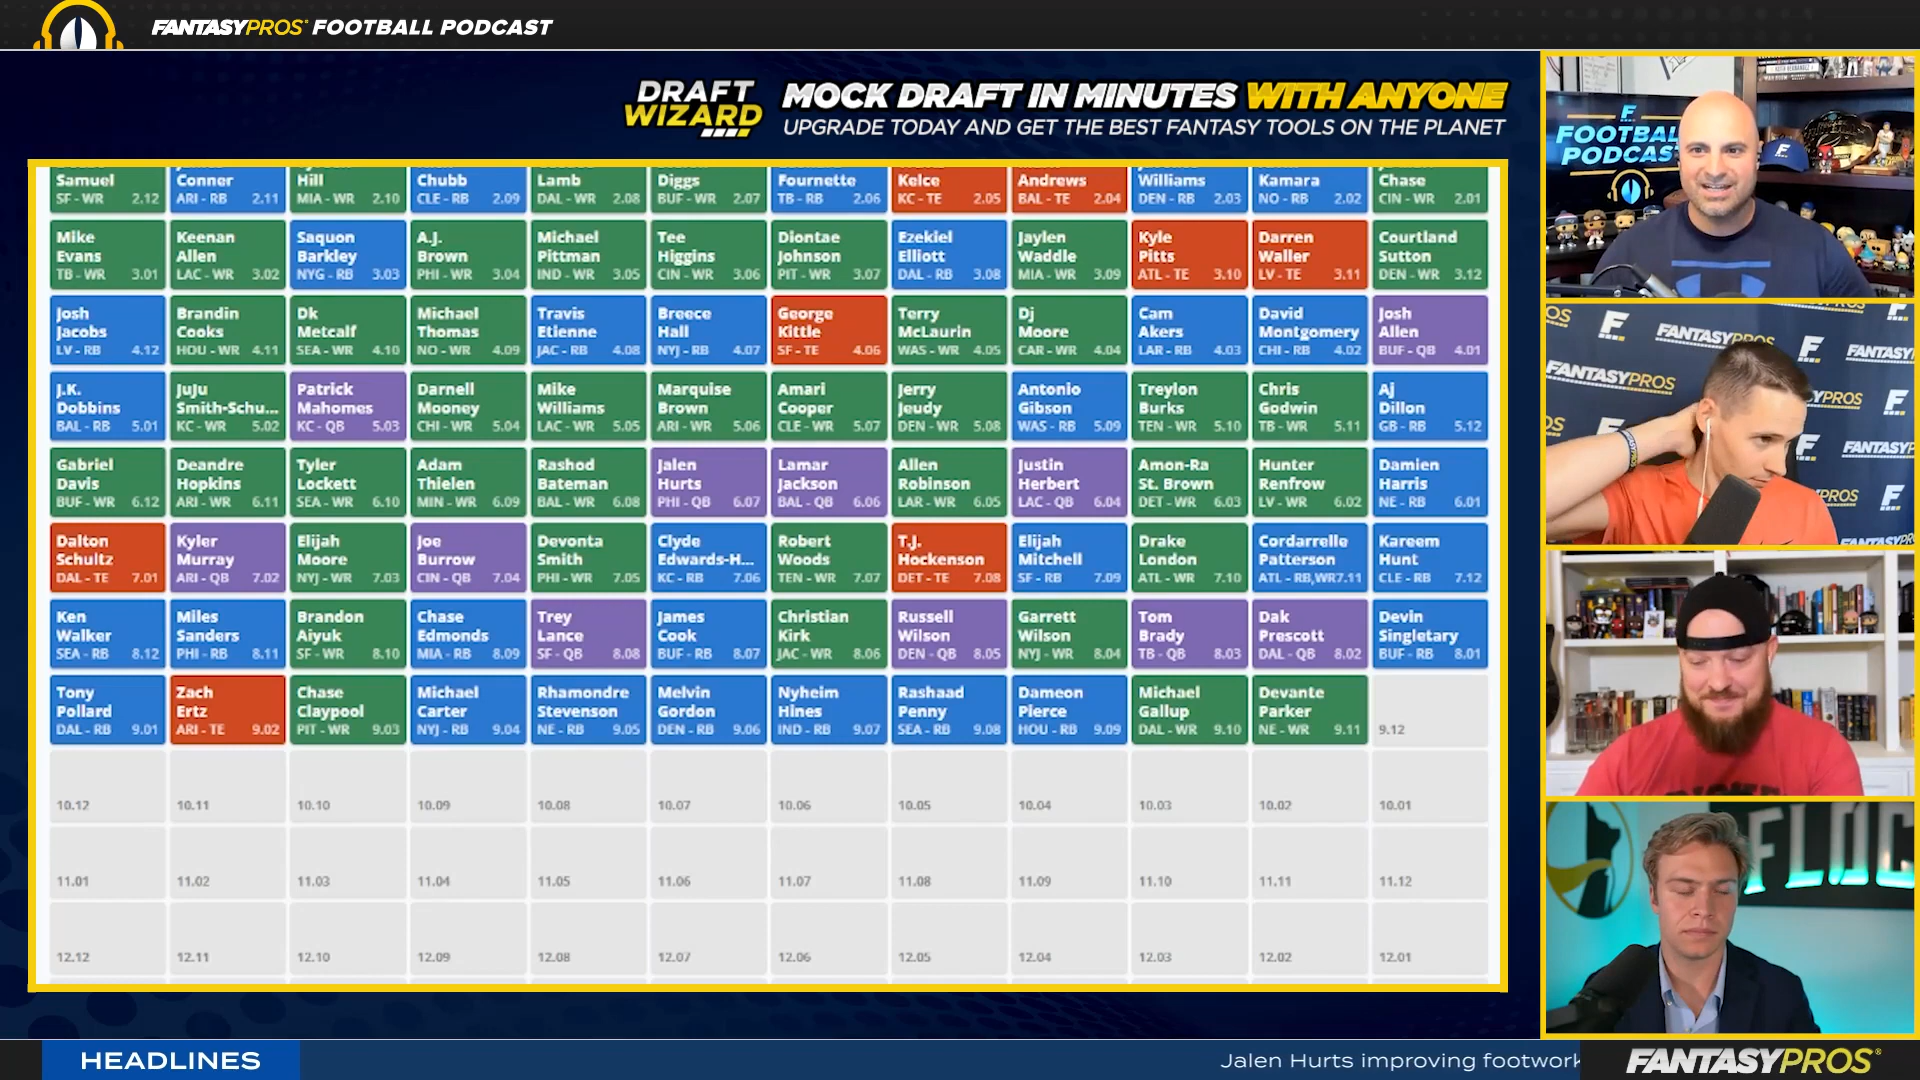 FANTASYPROS FOOTBALL PODCAST
DRAFT
WIZARD
MOCK DRAFT IN MINUTES WITH ANYONE
UPGRADE TODAY AND GET THE BEST FANTASY TOOLS ON THE PLANET
Samuel Conner Hill Chubb Lamb Diggs Fournette Kelce Andrews Williams Kamara Chase
SF - WR 2.12 ARI - RB 2.11 MIA - WR 2.10 CLE - RB 2.09 DAL - WR 2.08 BUF - WR 2.07 TB - RB 2.06 KC - TE 2.05 BAL - TE 2.04 DEN - RB 2.03 NO - RB 2.02 CIN - WR 2.01
Mike Keenan Saquon A.J. Michael Tee Diontae Ezekiel Jaylen Kyle Darren Courtland
Evans Allen Barkley Brown Pittman Higgins Johnson Elliott Waddle Pitts Waller Sutton
TB - WR 3.01 LAC - WR 3.02 NYG - RB 3.03 PHI - WR 3.04 IND - WR 3.05 CIN - WR 3.06 PIT - WR 3.07 DAL - RB 3.08 MIA - WR 3.09 ATL - TE 3.10 LV - TE 3.11 DEN - WR 3.12
Josh Brandin Dk Michael Travis Breece George Terry Dj Cam David Josh
Jacobs Cooks Metcalf Thomas Etienne Hall Kittle McLaurin Moore Akers Montgomery Allen
LV - RB 4.12 HOU - WR 4.11 SEA - WR 4.10 NO - WR 4.09 JAC - RB 4.08 NYJ - RB 4.07 SF - TE 4.06 WAS - WR 4.05 CAR - WR 4.04 LAR - RB 4.03 CHI - RB 4.02 BUF - QB 4.01
J.K. JuJu Patrick Darnell Mike Marquise Amari Jerry Antonio Treylon Chris Aj
Dobbins Smith-Schu... Mahomes Mooney Williams Brown Cooper Jeudy Gibson Burks Godwin Dillon
BAL - RB 5.01 KC - WR 5.02 KC - QB 5.03 CHI - WR 5.04 LAC - WR 5.05 ARI - WR 5.06 CLE - WR 5.07 DEN - WR 5.08 WAS - RB 5.09 TEN - WR 5.10 TB - WR 5.11 GB - RB 5.12
Gabriel Deandre Tyler Adam Rashod Jalen Lamar Allen Justin Amon-Ra Hunter Damien
Davis Hopkins Lockett Thielen Bateman Hurts Jackson Robinson Herbert St. Brown Renfrow Harris
BUF - WR 6.12 ARI - WR 6.11 SEA - WR 6.10 MIN - WR 6.09 BAL - WR 6.08 PHI - QB 6.07 BAL - QB 6.06 LAR - WR 6.05 LAC - QB 6.04 DET - WR 6.03 LV - WR 6.02 NE - RB 6.01
Dalton Kyler Elijah Joe Devonta Clyde Robert T.J. Elijah Drake Cordarrelle Kareem
Schultz Murray Moore Burrow Smith Edwards-H... Woods Hockenson Mitchell London Patterson Hunt
DAL - TE 7.01 ARI - QB 7.02 NYJ - WR 7.03 CIN - QB 7.04 PHI - WR 7.05 KC - RB 7.06 TEN - WR 7.07 DET - TE 7.08 SF - RB 7.09 ATL - WR 7.10 ATL - RB,WR7.11 CLE - RB 7.12
Ken Miles Brandon Chase Trey James Christian Russell Garrett Tom Dak Devin
Walker Sanders Aiyuk Edmonds Lance Cook Kirk Wilson Wilson Brady Prescott Singletary
SEA - RB 8.12 PHI - RB 8.11 SF - WR 8.10 MIA - RB 8.09 SF - QB 8.08 BUF - RB 8.07 JAC - WR 8.06 DEN - QB 8.05 NYJ - WR 8.04 TB - QB 8.03 DAL - QB 8.02 BUF - RB 8.01
Tony Zach Chase Michael Rhamondre Melvin Nyheim Rashaad Dameon Michael Devante
Pollard Ertz Claypool Carter Stevenson Gordon Hines Penny Pierce Gallup Parker
DAL - RB 9.01 ARI - TE 9.02 PIT - WR 9.03 NYJ - RB 9.04 NE - RB 9.05 DEN - RB 9.06 IND - RB 9.07 SEA - RB 9.08 HOU - RB 9.09 DAL - WR 9.10 NE - WR 9.11 9.12
10.12 10.11 10.10 10.09 10.08 10.07 10.06 10.05 10.04 10.03 10.02 10.01
11.01 11.02 11.03 11.04 11.05 11.06 11.07 11.08 11.09 11.10 11.11 11.12
12.12 12.11 12.10 12.09 12.08 12.07 12.06 12.05 12.04 12.03 12.02 12.01
FOOTBAL
PODCAST
FANTASYPROS
FANTASYPROS
FLOC
HEADLINES
Jalen Hurts improving footwork
FANTASYPROS